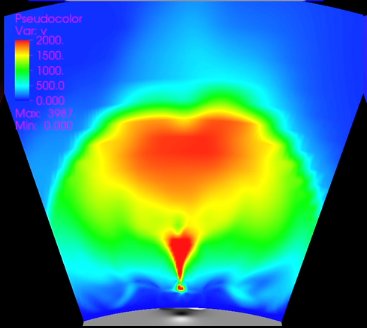 Pseudocolor
Var: v
2000.
1500.
1000.
500.0
0.000
Max: 3987
Min: 0.000